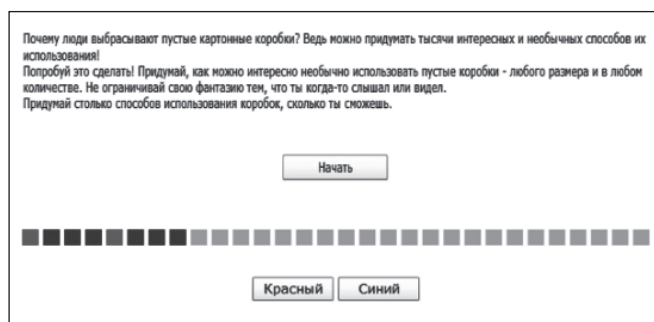 Почему люди выбрасывают пустые картонные коробки? Ведь можно придумать тысячи интересных и необычных способов их
использования!
Попробуй это сделать! Придумай, как можно интересно необычно использовать пустые коробки - любого размера и в любом
количестве. Не ограничивай свою фантазию тем, что ты когда-то слышал или видел.
Придумай столько способов использования коробок, сколько ты сможешь.
Начать
Красный Синий